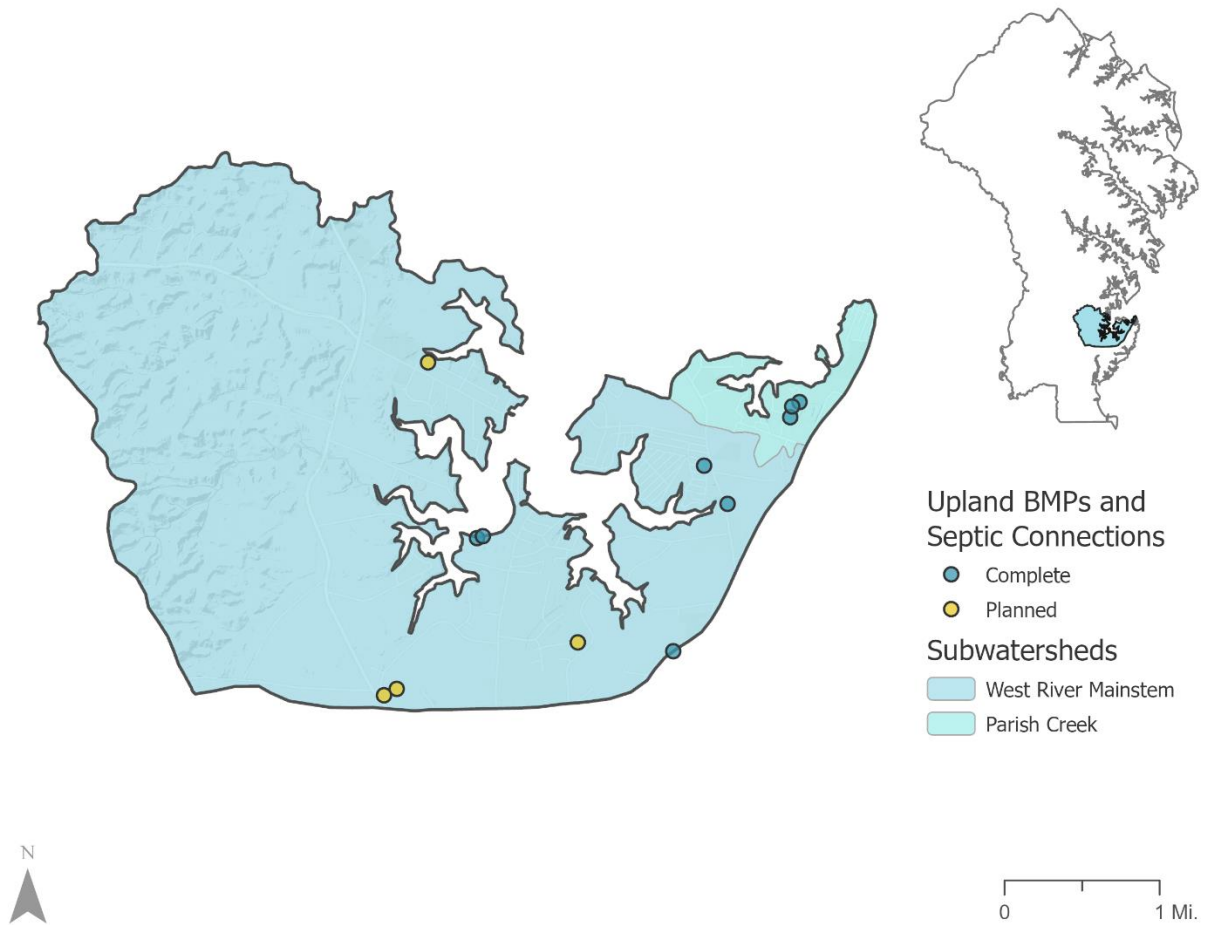 Upland BMPs and
Septic Connections
Complete
Planned
Subwatersheds
West River Mainstem
Parish Creek
N
0 1 Mi.